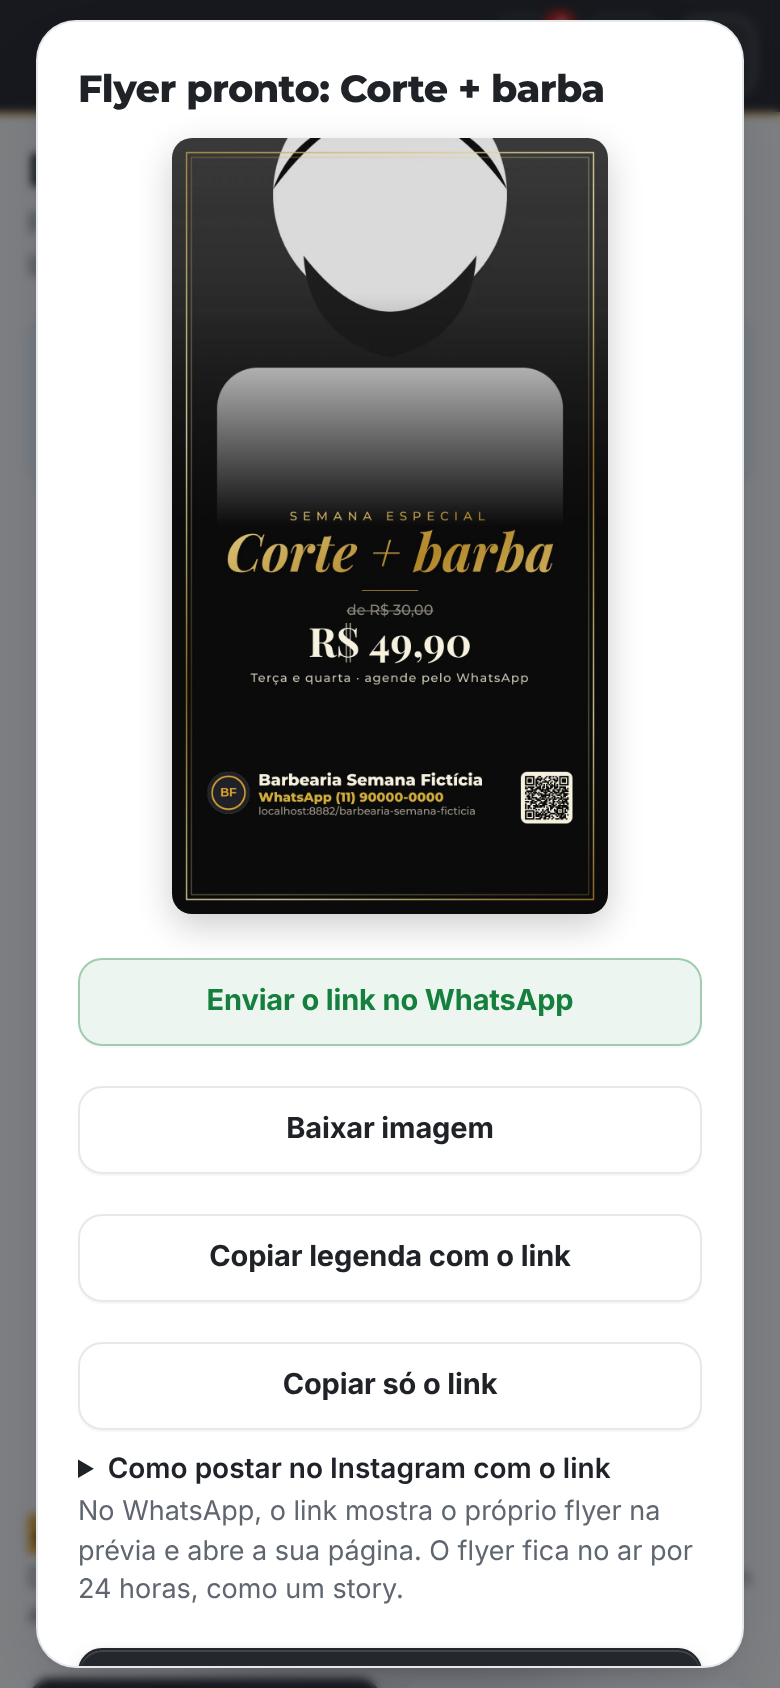 Flyer pronto: Corte + barba
SEMANA ESPECIAL
Corte + barba
de R$ 30,00
R$ 49,90
Terça e quarta · agende pelo WhatsApp
BF
Barbearia Semana Fictícia
WhatsApp (11) 90000-0000
localhost:8882/barbearia-semana-ficticia
Enviar o link no WhatsApp
Baixar imagem
Copiar legenda com o link
Copiar só o link
Como postar no Instagram com o link
No WhatsApp, o link mostra o próprio flyer na
prévia e abre a sua página. O flyer fica no ar por
24 horas, como um story.